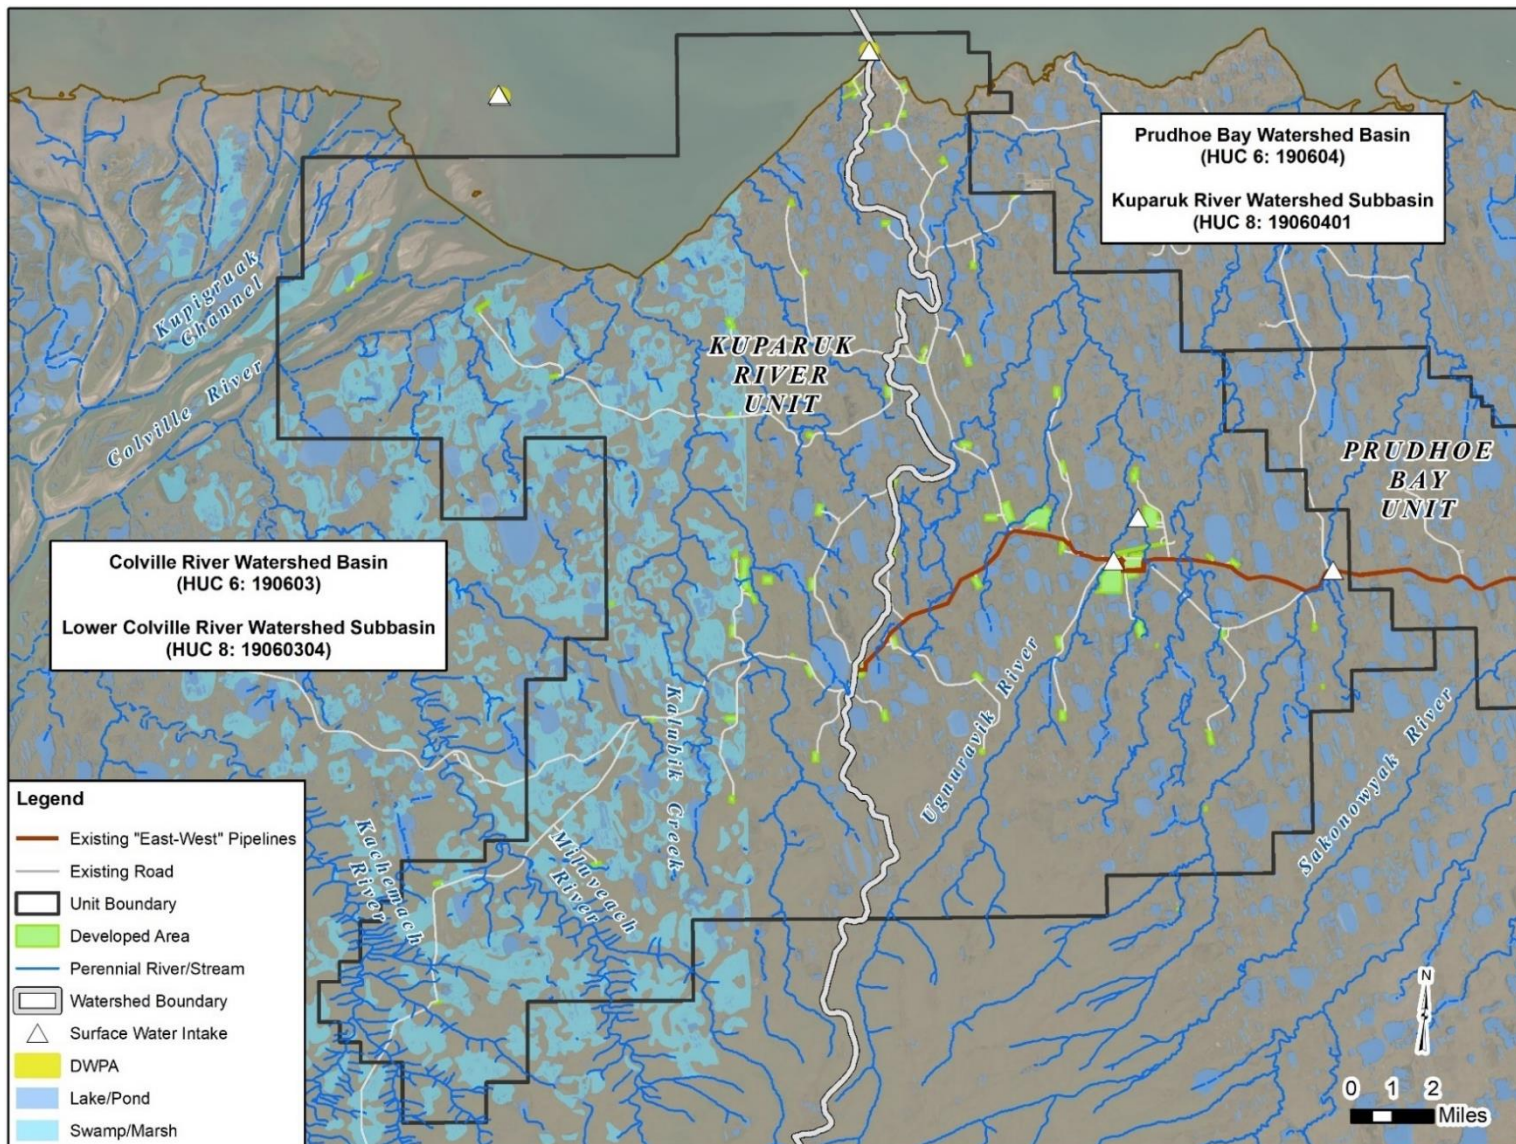 Prudhoe Bay Watershed Basin
(HUC 6: 190604)
Kuparuk River Watershed Subbasin
(HUC 8: 19060401
Kupigruak
Channel
Colville River
KUPARUK
RIVER
UNIT
PRUDHOE
BAY
UNIT
Colville River Watershed Basin
(HUC 6: 190603)
Lower Colville River Watershed Subbasin
(HUC 8: 19060304)
Kalubik Creek
Ugnuravik River
Sakonowyak River
Kachemach
River
Miluveach
River
Legend
Existing "East-West" Pipelines
Existing Road
Unit Boundary
Developed Area
Perennial River/Stream
Watershed Boundary
Surface Water Intake
DWPA
Lake/Pond
Swamp/Marsh
N
0 1 2
Miles